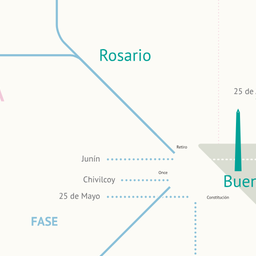 Rosario
25 de
Retiro
Junín
Once
Chivilcoy
Buen
25 de Mayo
Constitución
FASE